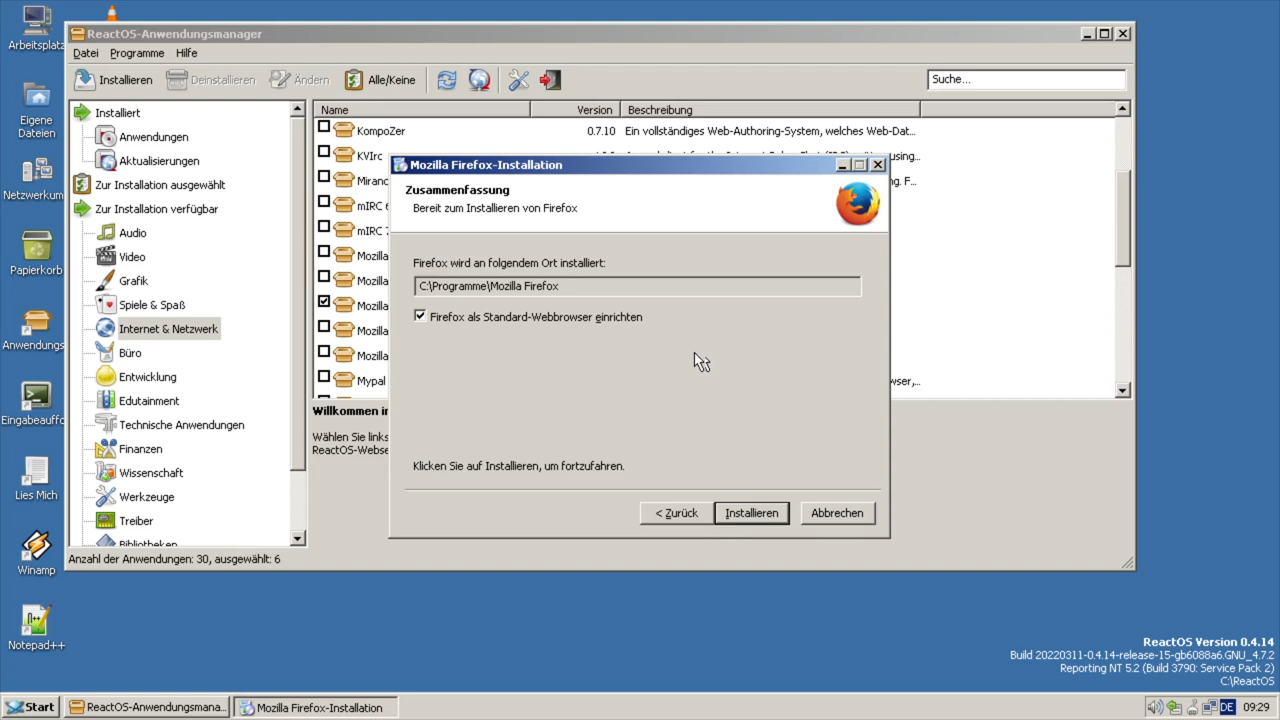 Arbeitsplatz
Eigene
Dateien
Papierkorb
Anwendungs
Lies Mich
Winamp
Notepad++
ReactOS-Anwendungsmanager
Datei Programme Hilfe
Installieren Deinstallieren Ändern Alle/Keine Suche...
Installiert
Anwendungen
Aktualisierungen
Zur Installation ausgewählt
Zur Installation verfügbar
Audio
Video
Grafik
Spiele & Spaß
Internet & Netzwerk
Büro
Entwicklung
Edutainment
Technische Anwendungen
Finanzen
Wissenschaft
Werkzeuge
Treiber
Bibliotheken
Name Version Beschreibung
KompoZer 0.7.10 Ein vollständiges Web-Authoring-System, welches Web-Dat...
KVIrc
Miranc
mIRC 6
mIRC 7
Mozilla
Mozilla
Mozilla
Mozilla
Mozilla
Mypal
Willkommen in
Wählen Sie links
ReactOS-Webse
Anzahl der Anwendungen: 30, ausgewählt: 6
Mozilla Firefox-Installation
Zusammenfassung
Bereit zum Installieren von Firefox
Firefox wird an folgendem Ort installiert:
C:\Programme\Mozilla Firefox
Firefox als Standard-Webbrowser einrichten
Klicken Sie auf Installieren, um fortzufahren.
< Zurück Installieren Abbrechen
ReactOS Version 0.4.14
Build 20220311-0.4.14-release-15-gb6088a6.GNU_4.7.2
Reporting NT 5.2 (Build 3790: Service Pack 2)
C:\ReactOS
Start ReactOS-Anwendungsmana... Mozilla Firefox-Installation DE 09:29